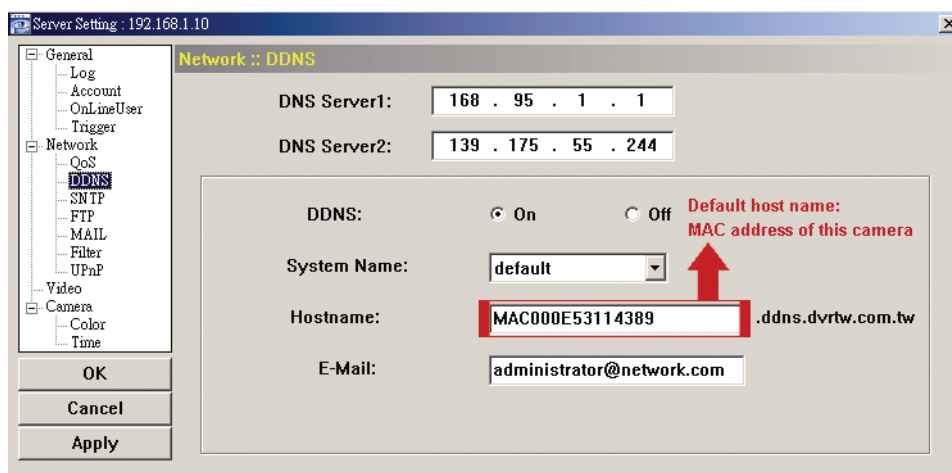 Server Setting : 192.168.1.10
General
Log
Account
OnLineUser
Trigger
Network
QoS
DDNS
SNTP
FTP
MAIL
Filter
UPnP
Video
Camera
Color
Time
OK
Cancel
Apply
Network :: DDNS
DNS Server1: 168 . 95 . 1 . 1
DNS Server2: 139 . 175 . 55 . 244
DDNS: On Off
Default host name:
MAC address of this camera
System Name: default
Hostname: MAC000E53114389 .ddns.dvrtw.com.tw
E-Mail: administrator@network.com